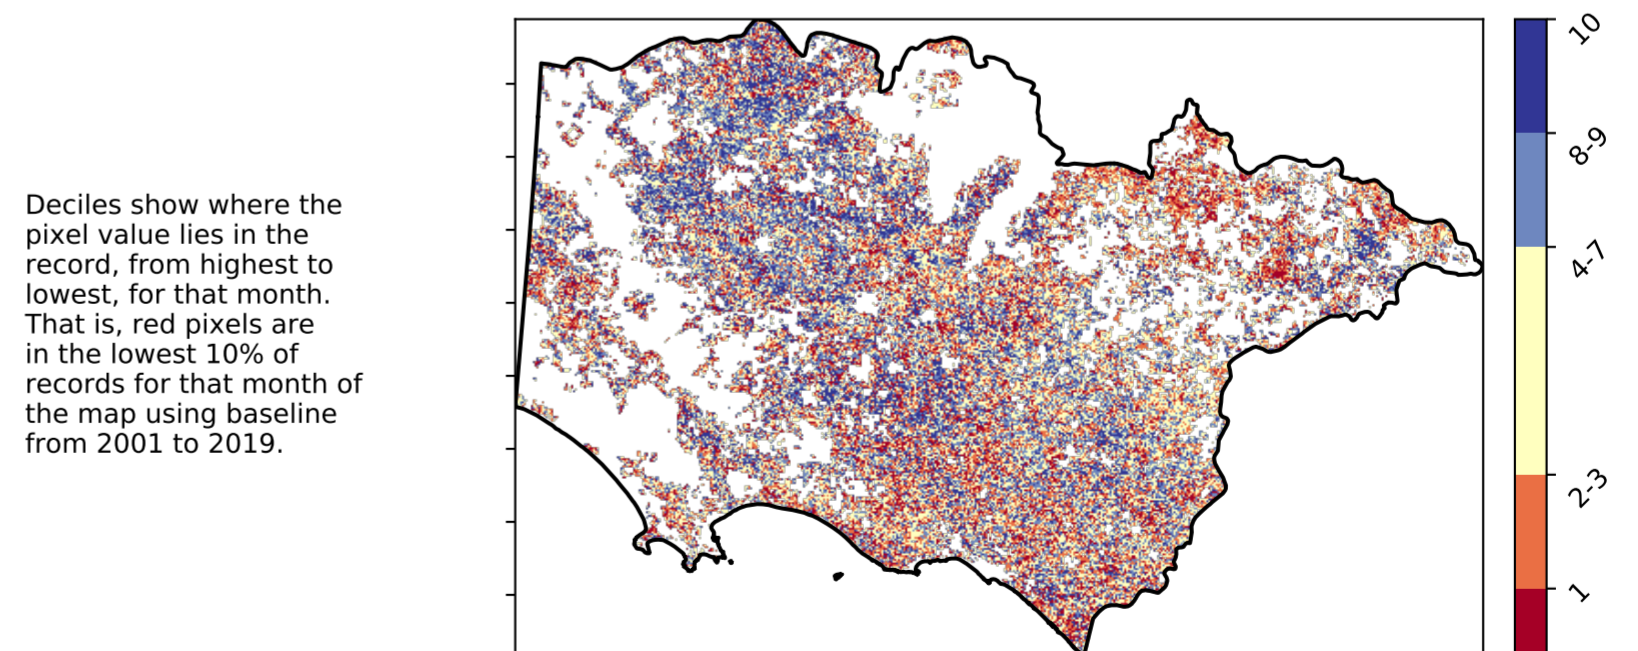 Deciles show where the
pixel value lies in the
record, from highest to
lowest, for that month.
That is, red pixels are
in the lowest 10% of
records for that month of
the map using baseline
from 2001 to 2019.
10
8-9
4-7
2-3
1